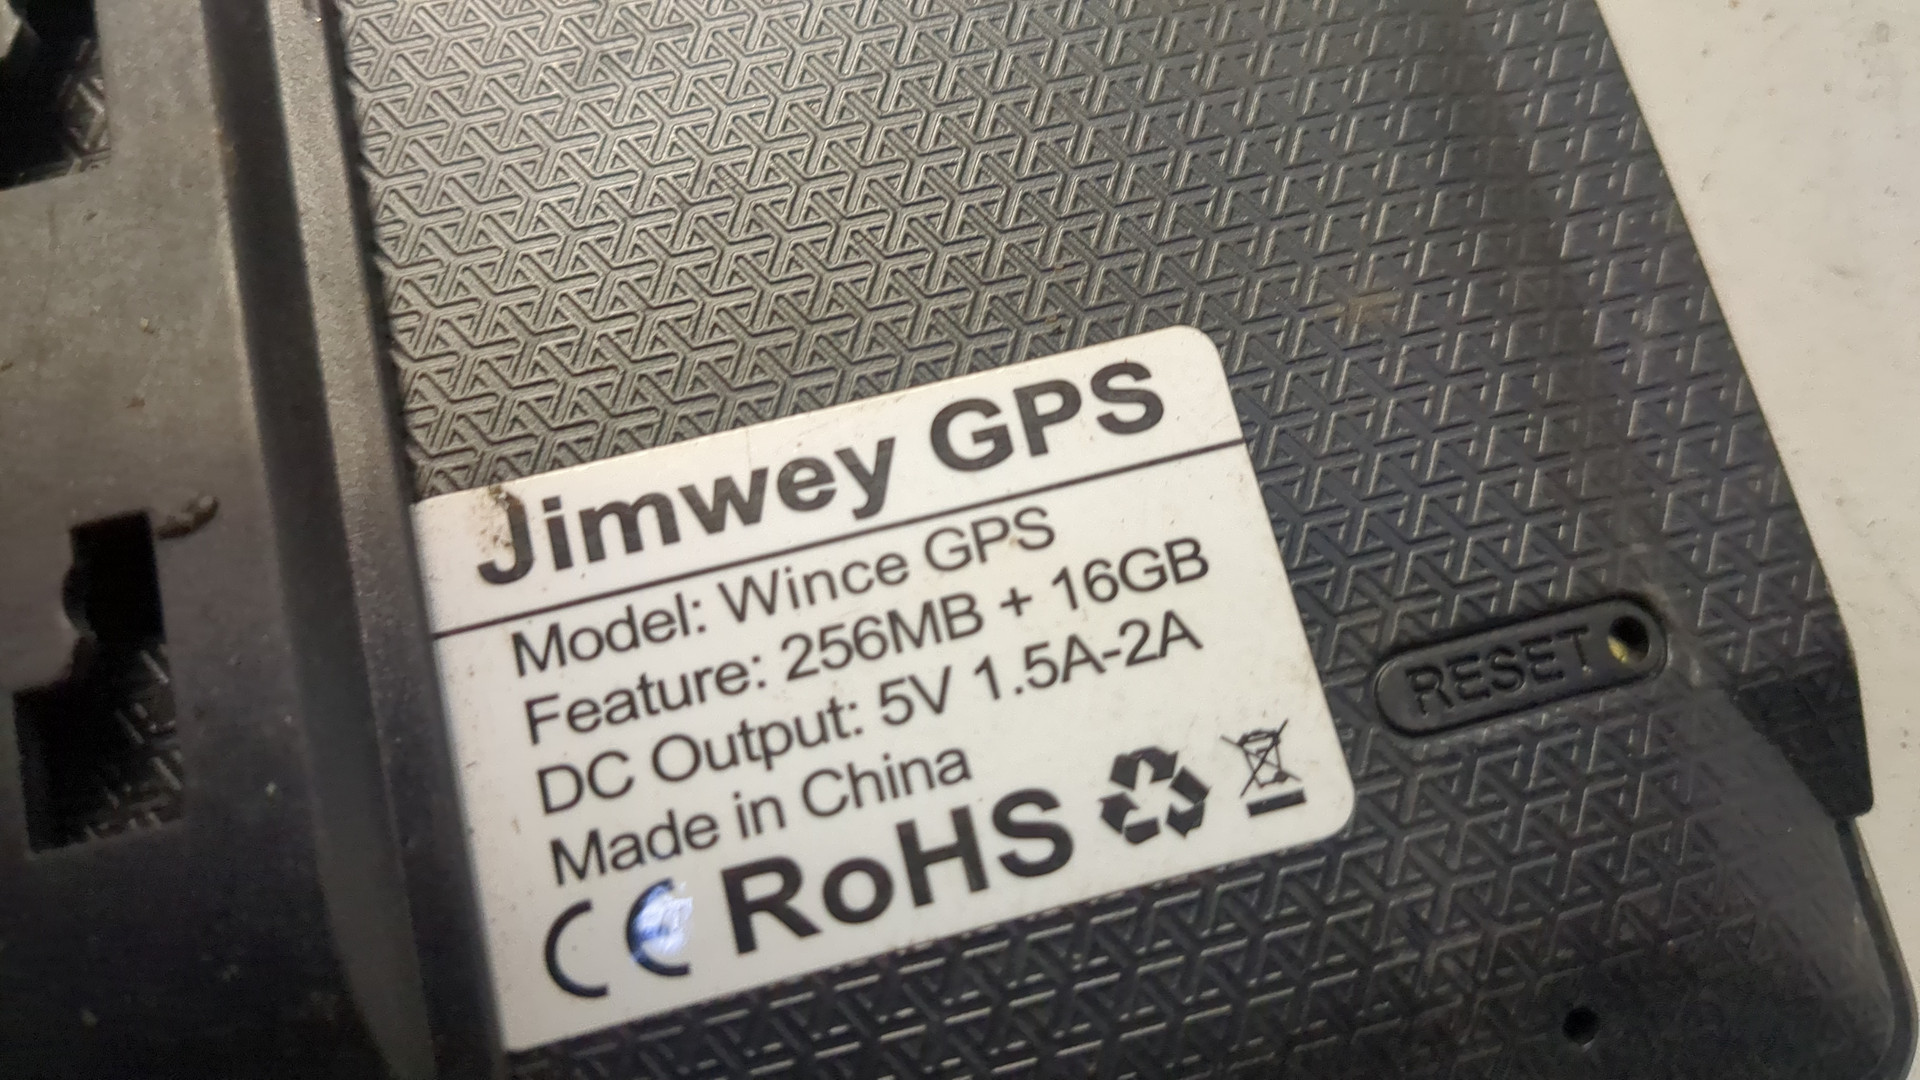 Jimwey GPS
Model: Wince GPS
Feature: 256MB + 16GB
DC Output: 5V 1.5A-2A
Made in China
CE RoHS
RESET